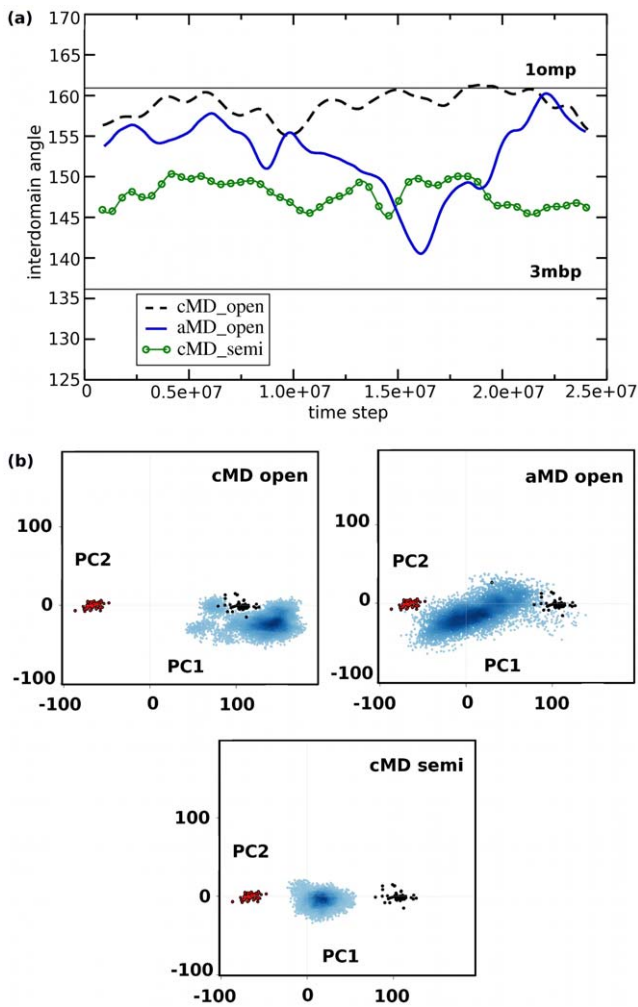 (a)
170
165
160
155
150
145
140
135
130
125
interdomain angle
1omp
3mbp
cMD_open
aMD_open
cMD_semi
0 0.5e+07 1.0e+07 1.5e+07 2.0e+07 2.5e+07
time step
(b)
cMD open
100
PC2
0
PC1
-100
-100 0 100
aMD open
100
PC2
0
PC1
-100
-100 0 100
cMD semi
100
PC2
0
PC1
-100
-100 0 100